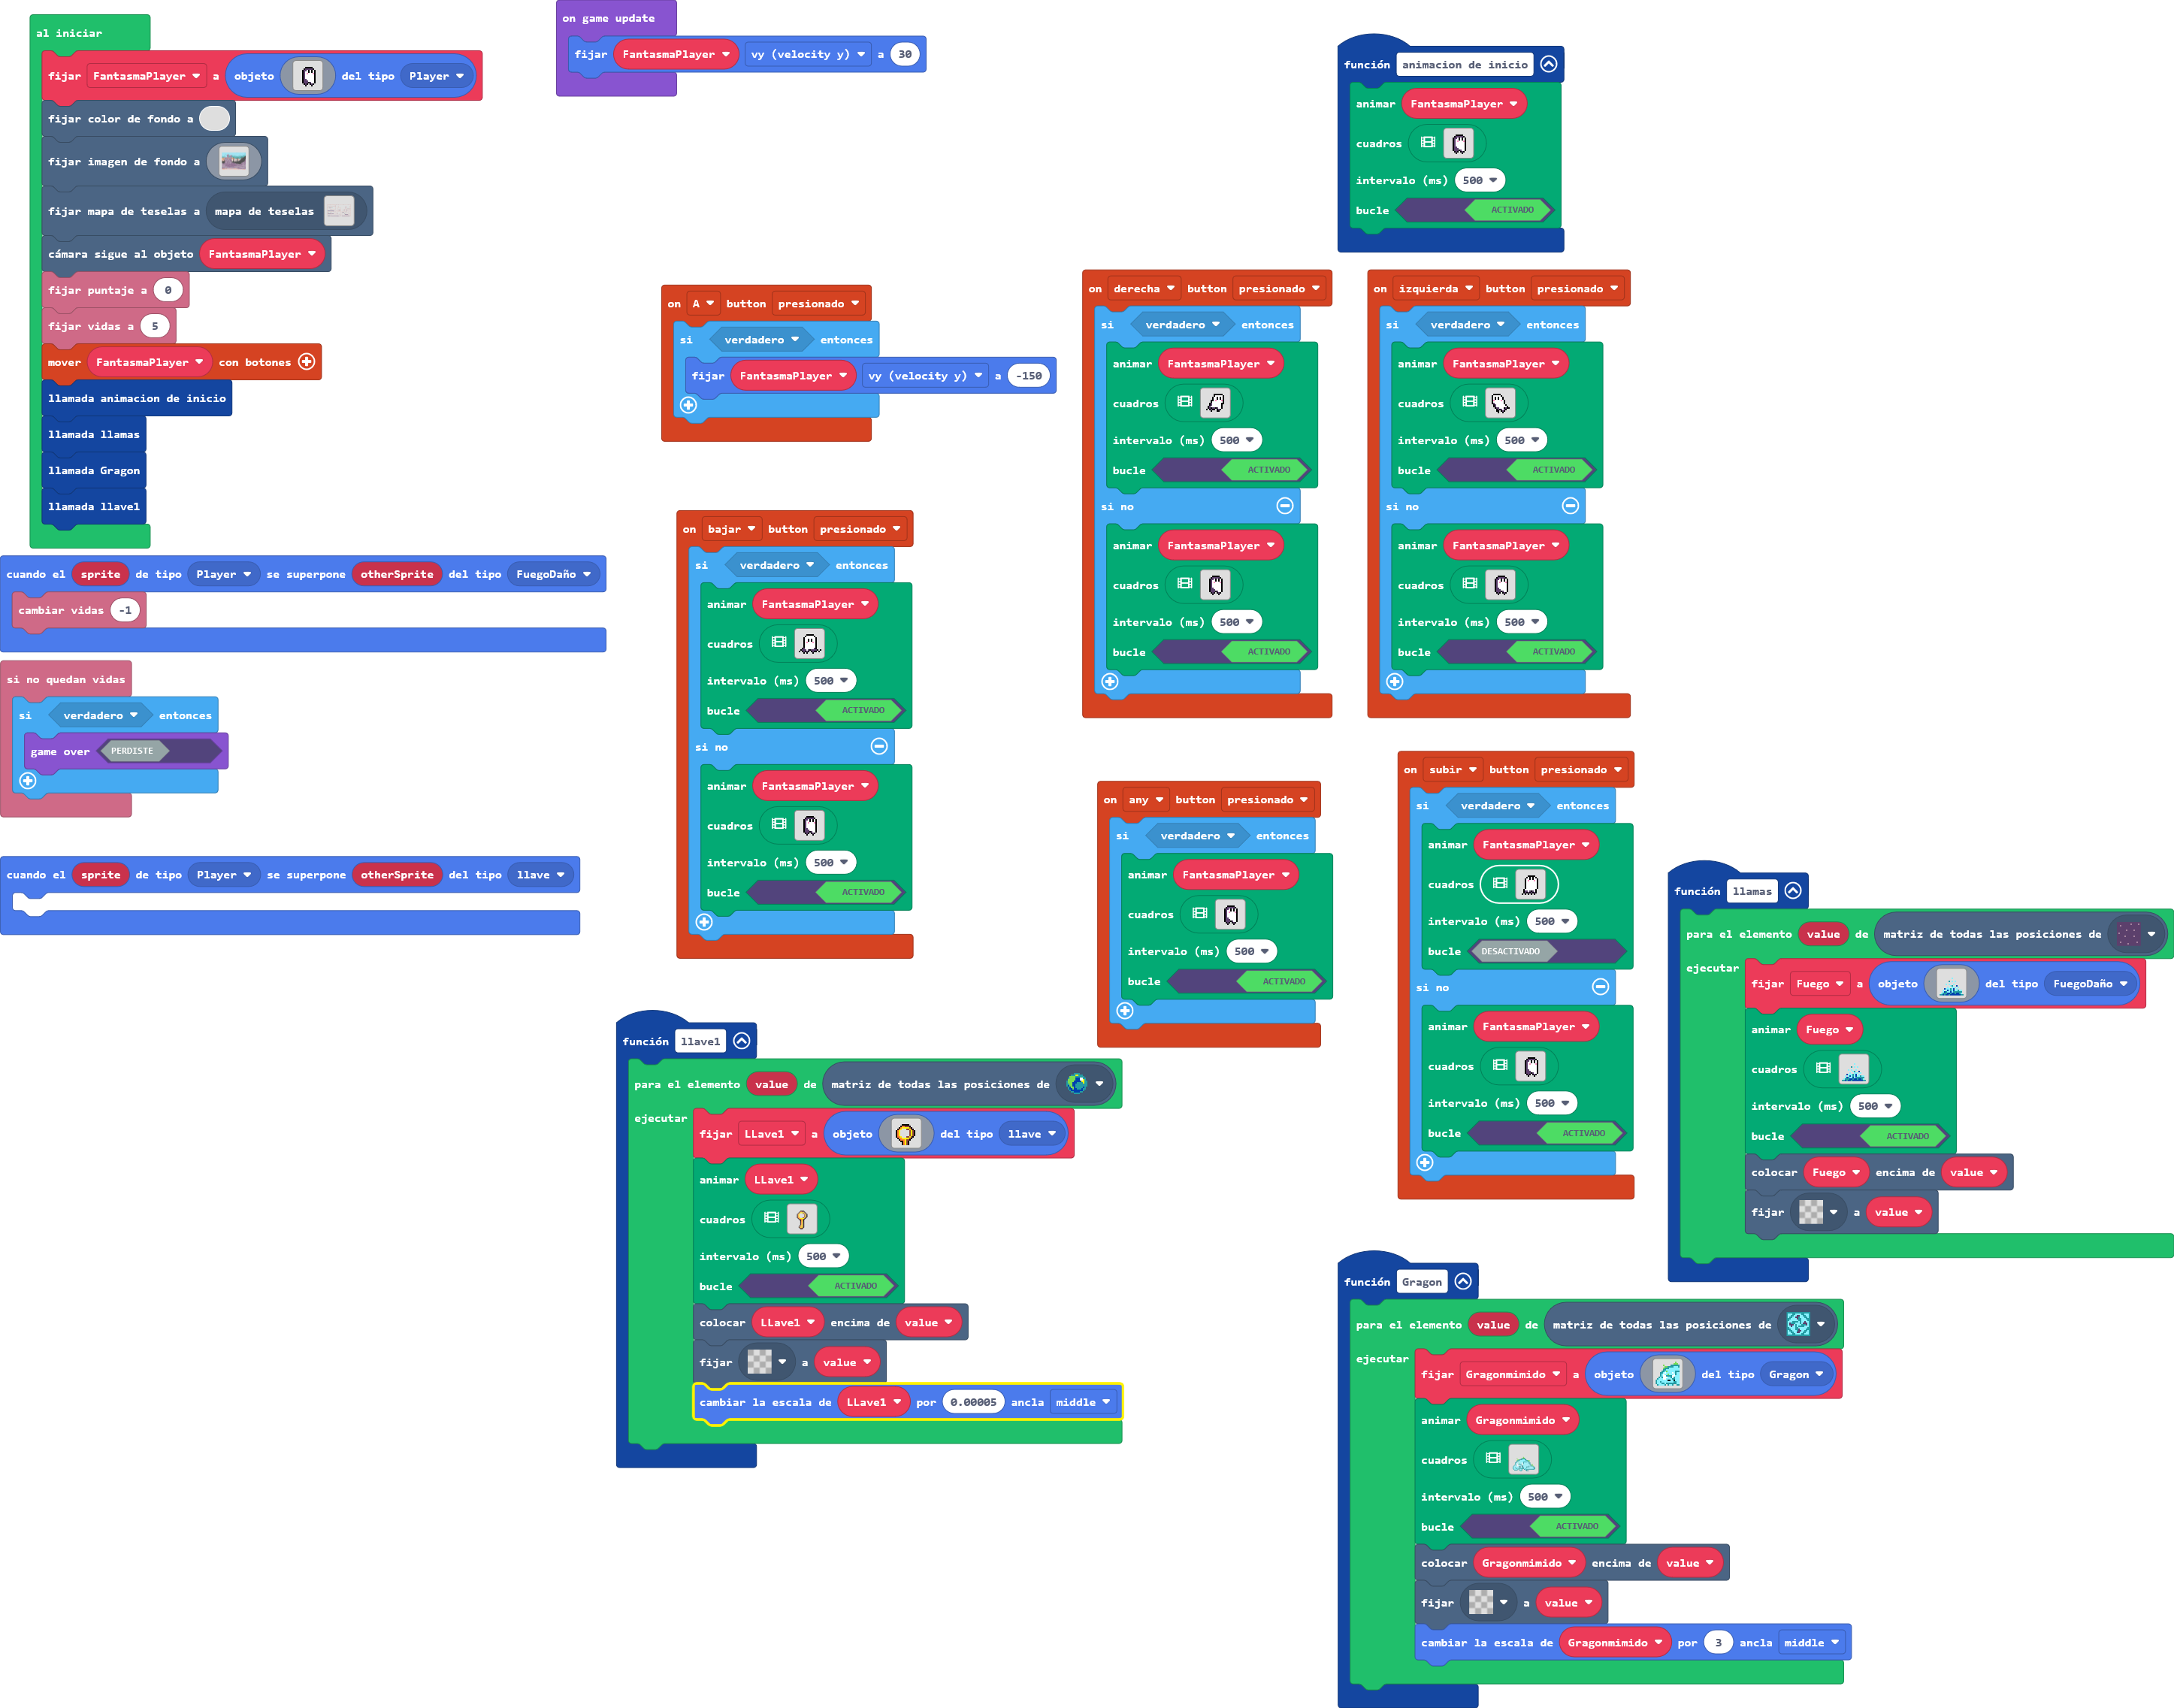 al iniciar
fijar FantasmaPlayer a objeto del tipo Player
fijar color de fondo a
fijar imagen de fondo a
fijar mapa de teselas a mapa de teselas
cámara sigue al objeto FantasmaPlayer
fijar puntaje a 0
fijar vidas a 5
mover FantasmaPlayer con botones
llamada animacion de inicio
llamada llamas
llamada Gragon
llamada llave1
cuando el sprite de tipo Player se superpone otherSprite del tipo FuegoDaño
cambiar vidas -1
si no quedan vidas
si verdadero entonces
game over PERDISTE
cuando el sprite de tipo Player se superpone otherSprite del tipo llave
on game update
fijar FantasmaPlayer vy (velocity y) a 30
on A button presionado
si verdadero entonces
fijar FantasmaPlayer vy (velocity y) a -150
on bajar button presionado
si verdadero entonces
animar FantasmaPlayer
cuadros
intervalo (ms) 500
bucle ACTIVADO
si no
animar FantasmaPlayer
cuadros
intervalo (ms) 500
bucle ACTIVADO
función llave1
para el elemento value de matriz de todas las posiciones de
ejecutar
fijar LLave1 a objeto del tipo llave
animar LLave1
cuadros
intervalo (ms) 500
bucle ACTIVADO
colocar LLave1 encima de value
fijar a value
cambiar la escala de LLave1 por 0.00005 ancla middle
función animacion de inicio
animar FantasmaPlayer
cuadros
intervalo (ms) 500
bucle ACTIVADO
on derecha button presionado
si verdadero entonces
animar FantasmaPlayer
cuadros
intervalo (ms) 500
bucle ACTIVADO
si no
animar FantasmaPlayer
cuadros
intervalo (ms) 500
bucle ACTIVADO
on izquierda button presionado
si verdadero entonces
animar FantasmaPlayer
cuadros
intervalo (ms) 500
bucle ACTIVADO
si no
animar FantasmaPlayer
cuadros
intervalo (ms) 500
bucle ACTIVADO
on any button presionado
si verdadero entonces
animar FantasmaPlayer
cuadros
intervalo (ms) 500
bucle ACTIVADO
on subir button presionado
si verdadero entonces
animar FantasmaPlayer
cuadros
intervalo (ms) 500
bucle DESACTIVADO
si no
animar FantasmaPlayer
cuadros
intervalo (ms) 500
bucle ACTIVADO
función llamas
para el elemento value de matriz de todas las posiciones de
ejecutar
fijar Fuego a objeto del tipo FuegoDaño
animar Fuego
cuadros
intervalo (ms) 500
bucle ACTIVADO
colocar Fuego encima de value
fijar a value
función Gragon
para el elemento value de matriz de todas las posiciones de
ejecutar
fijar Gragonmimido a objeto del tipo Gragon
animar Gragonmimido
cuadros
intervalo (ms) 500
bucle ACTIVADO
colocar Gragonmimido encima de value
fijar a value
cambiar la escala de Gragonmimido por 3 ancla middle